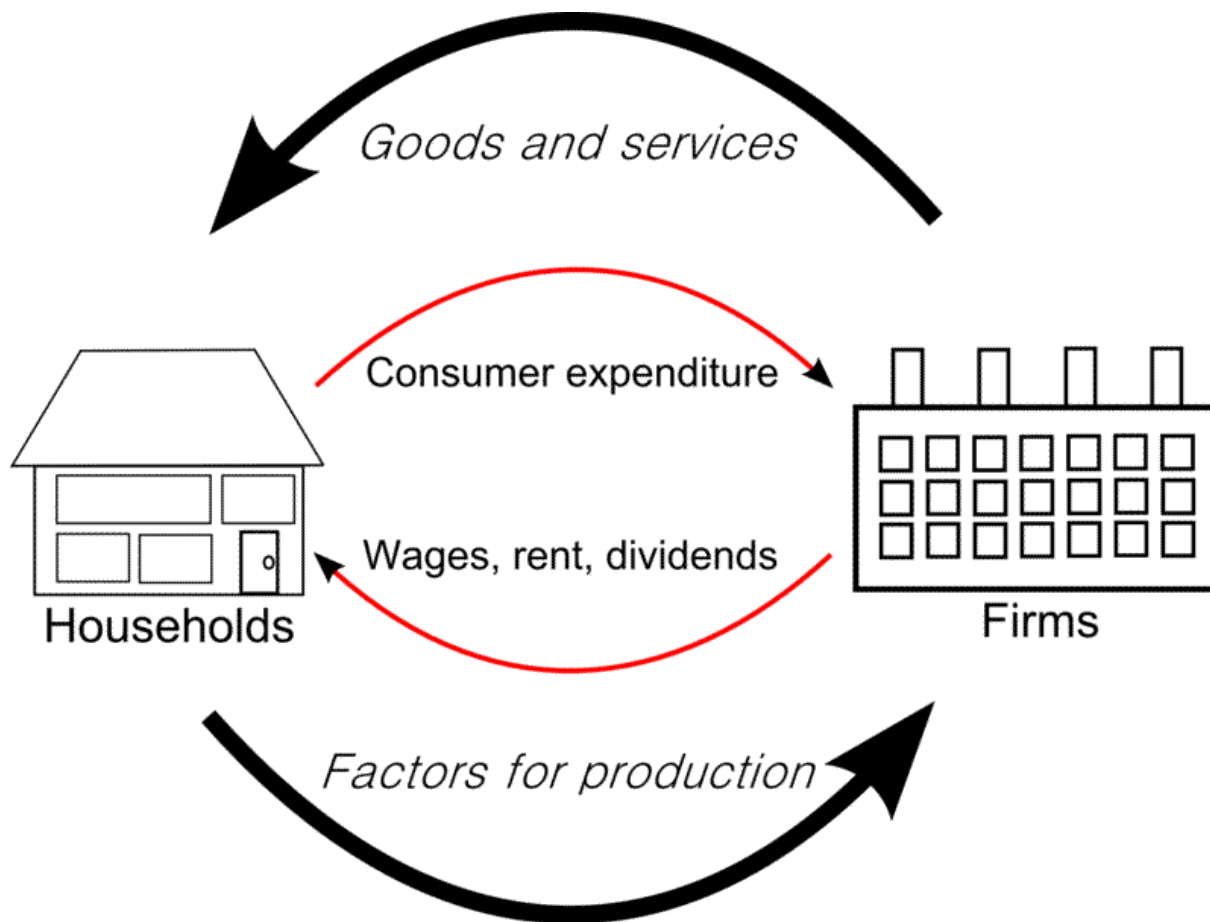 Goods and services
Consumer expenditure
Wages, rent, dividends
Households
Firms
Factors for production